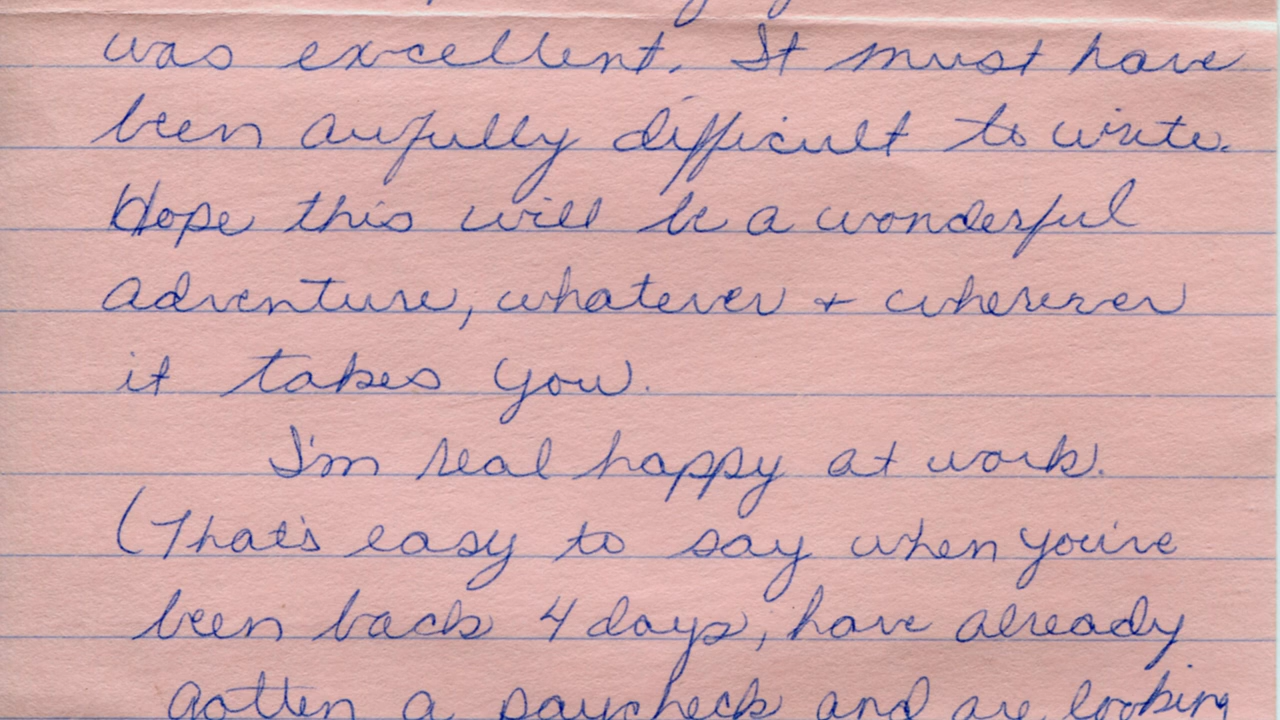 was excellent. It must have
been awfully difficult to write.
Hope this will be a wonderful
adventure, whatever + wherever
it takes you.
I'm real happy at work.
(That's easy to say when you've
been back 4 days, have already
gotten a paycheck and are looking